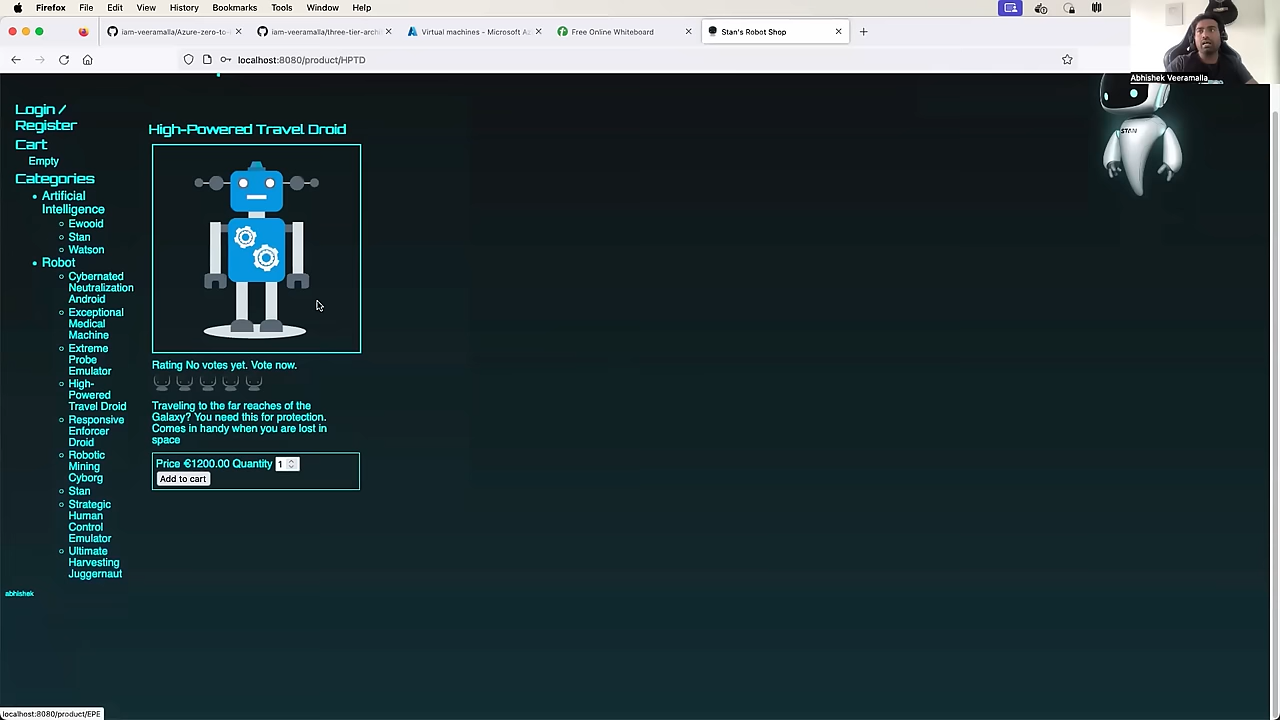 Firefox File Edit View History Bookmarks Tools Window Help
iam-veeramalla/Azure-zero-to-
iam-veeramalla/three-tier-arch
Virtual machines - Microsoft Az
Free Online Whiteboard
Stan's Robot Shop
localhost:8080/product/HPTD
Abhishek Veeramalla
STAN
Login /
Register
Cart
Empty
Categories
Artificial
Intelligence
Ewooid
Stan
Watson
Robot
Cybernated
Neutralization
Android
Exceptional
Medical
Machine
Extreme
Probe
Emulator
High-
Powered
Travel Droid
Responsive
Enforcer
Droid
Robotic
Mining
Cyborg
Stan
Strategic
Human
Control
Emulator
Ultimate
Harvesting
Juggernaut
abhishek
High-Powered Travel Droid
Rating No votes yet. Vote now.
Traveling to the far reaches of the
Galaxy? You need this for protection.
Comes in handy when you are lost in
space
Price €1200.00 Quantity 1
Add to cart
localhost:8080/product/EPE